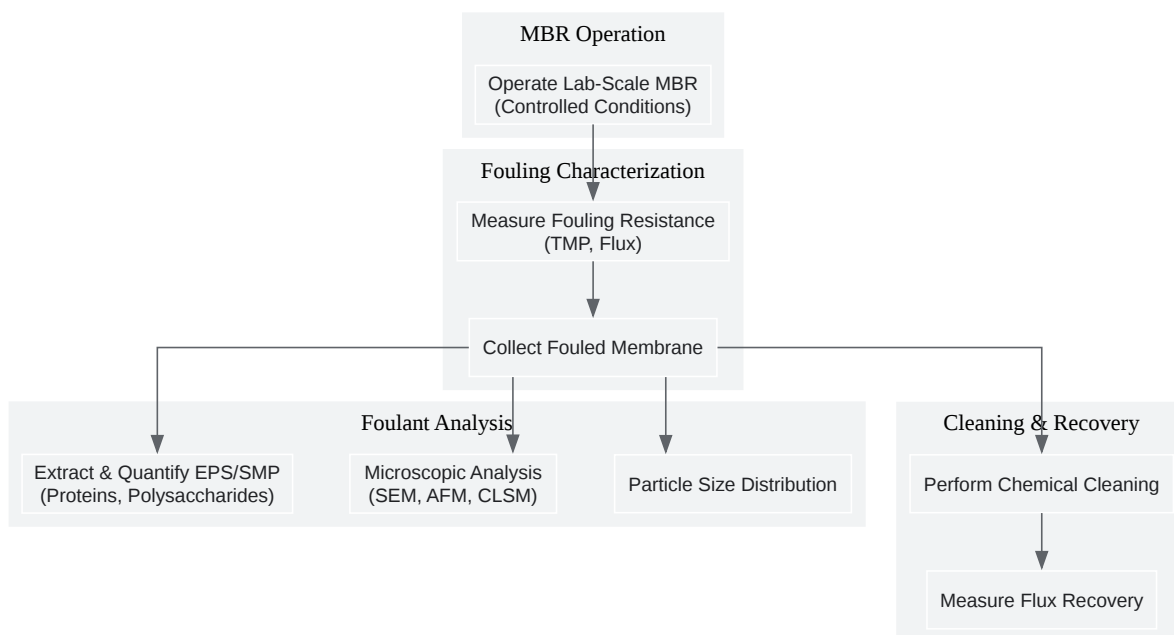 MBR Operation
Operate Lab-Scale MBR
(Controlled Conditions)
Fouling Characterization
Measure Fouling Resistance
(TMP, Flux)
Collect Fouled Membrane
Foulant Analysis
Extract & Quantify EPS/SMP
(Proteins, Polysaccharides)
Microscopic Analysis
(SEM, AFM, CLSM)
Particle Size Distribution
Cleaning & Recovery
Perform Chemical Cleaning
Measure Flux Recovery